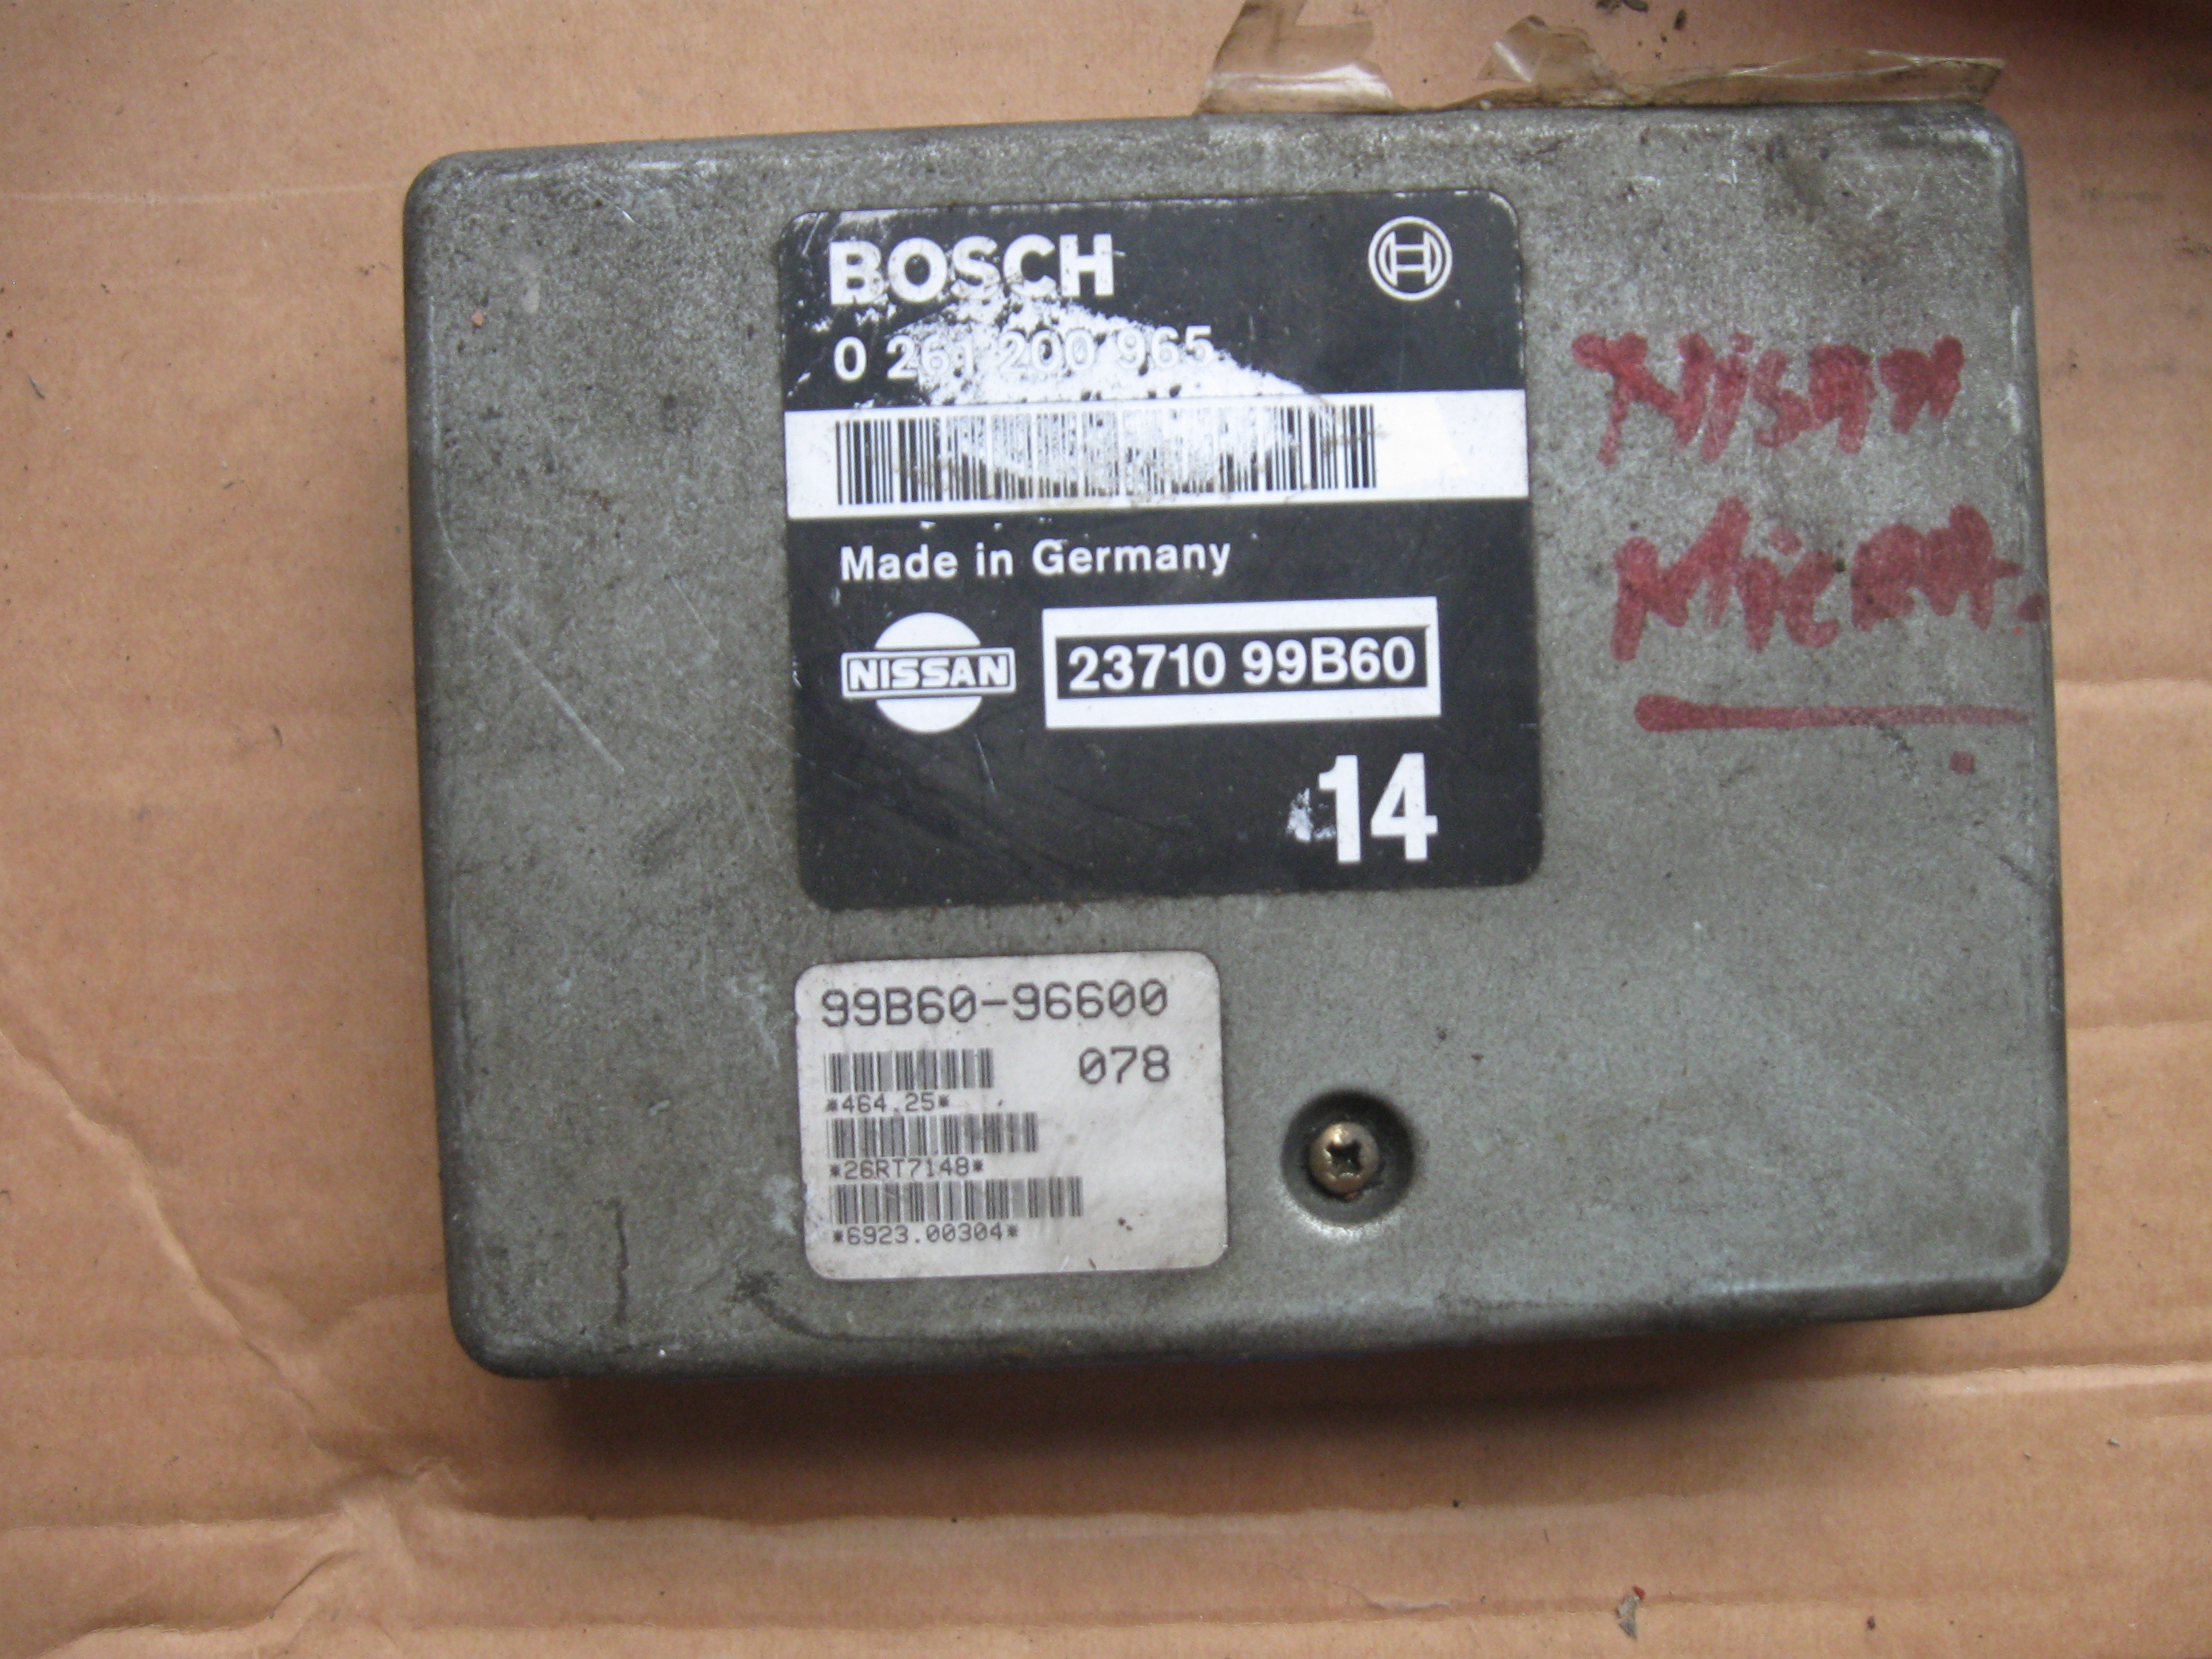 BOSCH
0 261 200 965
Made in Germany
NISSAN
23710 99B60
14
Nisan
Micra.
99B60-96600
078
*464.25*
*26RT7148*
*6923.00304*